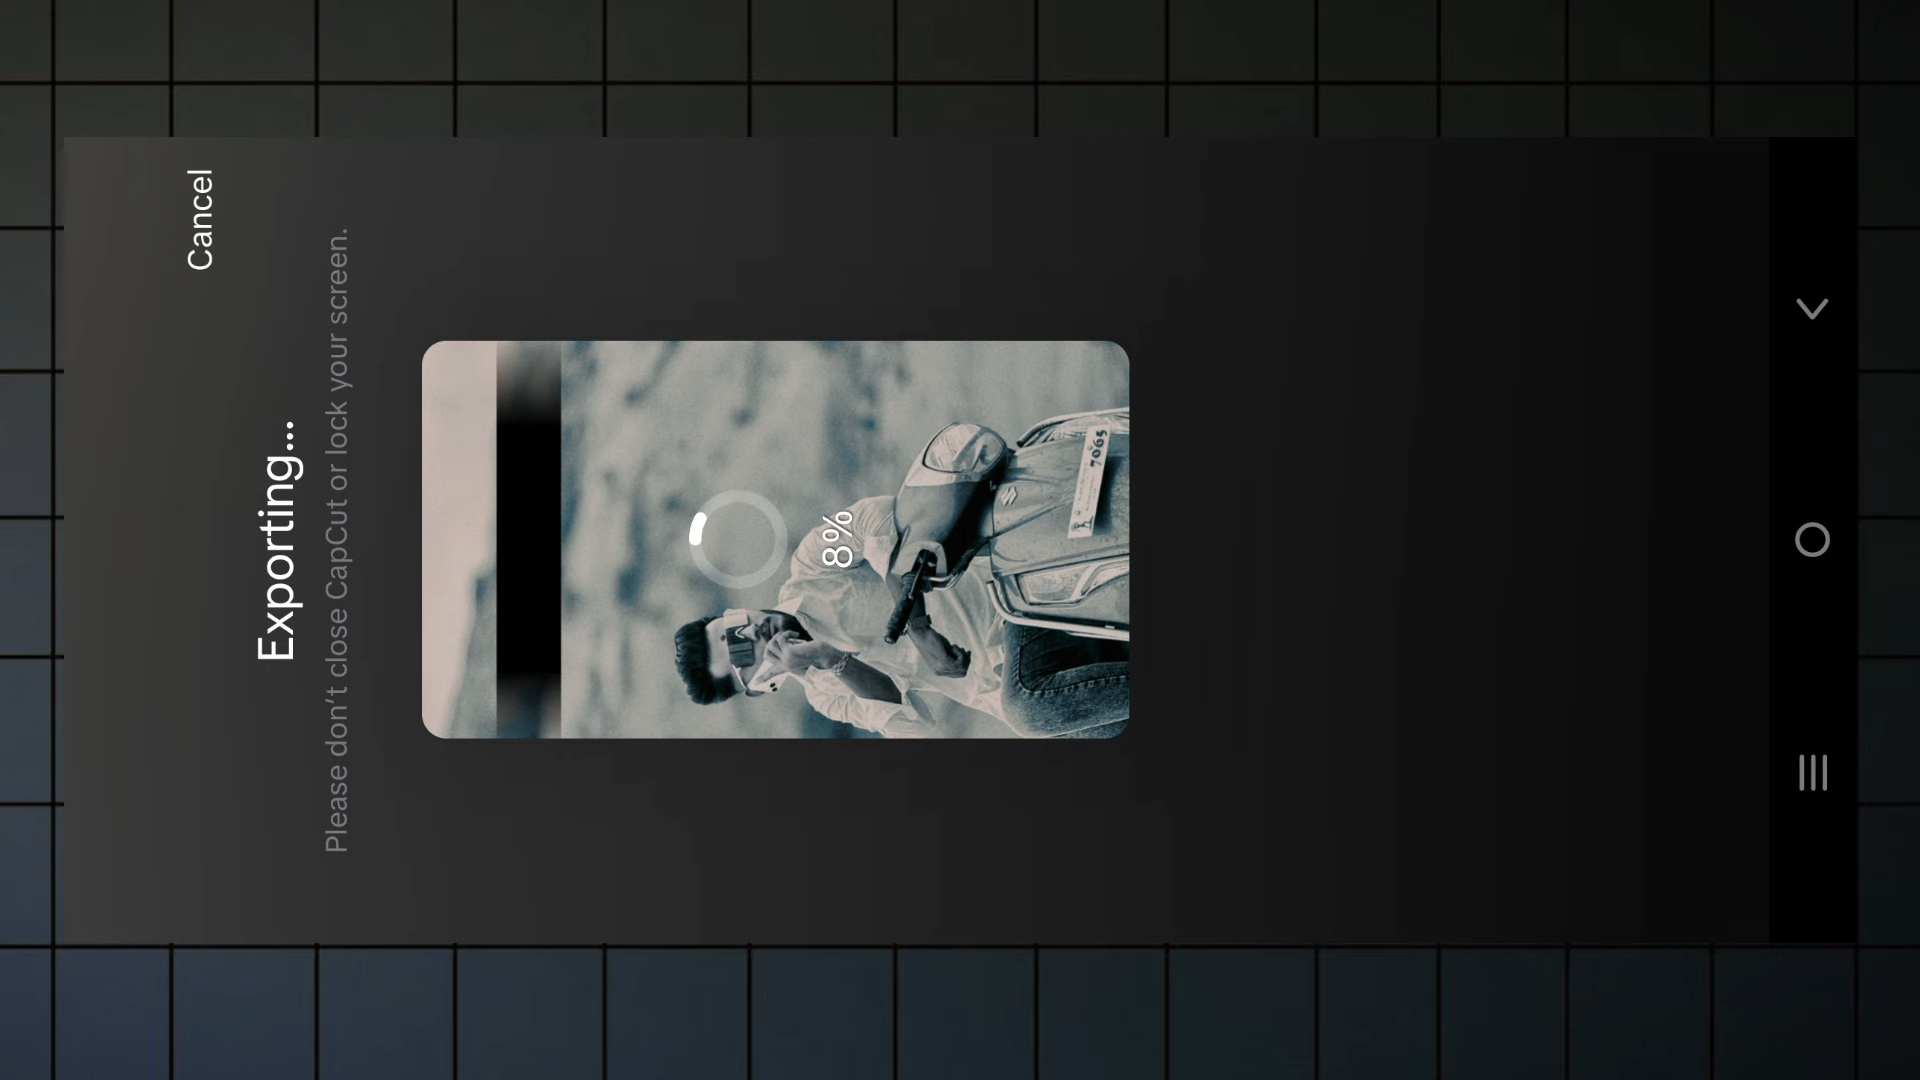 Cancel
Exporting...
Please don't close CapCut or lock your screen.
8%
7065